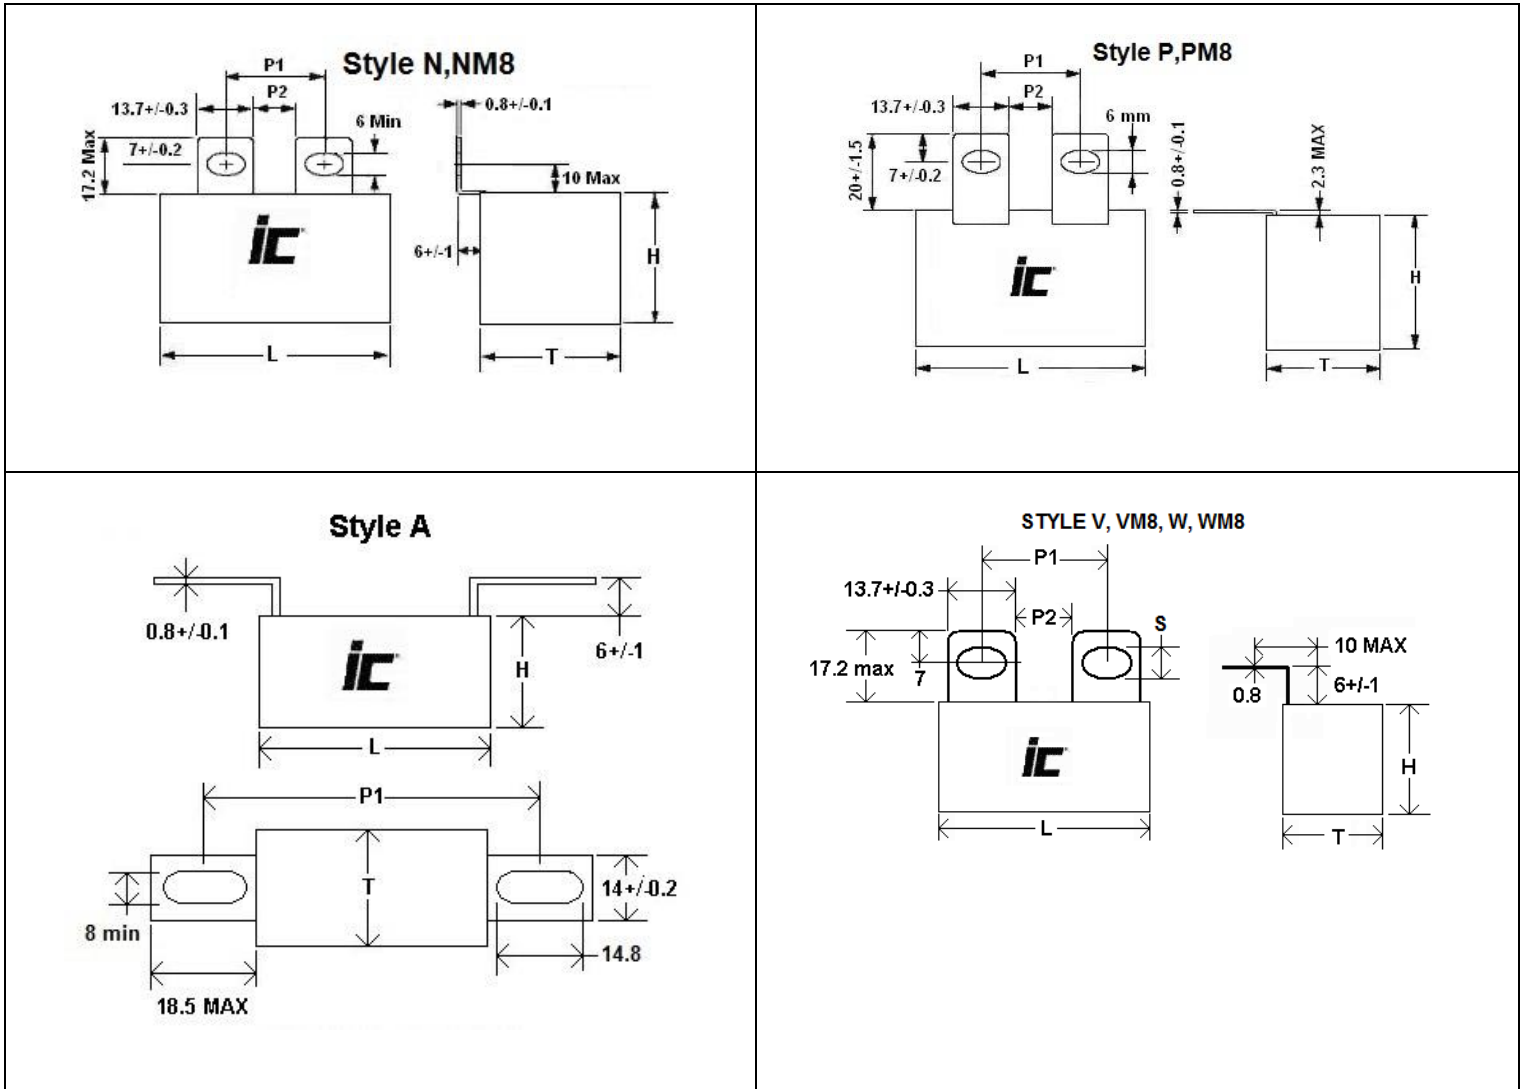 Style N,NM8
P1
P2
13.7+/-0.3
0.8+/-0.1
6 Min
7+/-0.2
17.2 Max
10 Max
ic
6+/-1
H
L
T
Style P,PM8
P1
P2
13.7+/-0.3
6 mm
20+/-1.5
7+/-0.2
0.8+/-0.1
2.3 MAX
ic
H
L
T
Style A
0.8+/-0.1
6+/-1
ic
H
L
P1
T
14+/-0.2
8 min
14.8
18.5 MAX
STYLE V, VM8, W, WM8
P1
13.7+/-0.3
P2
S
17.2 max
7
10 MAX
0.8
6+/-1
ic
H
L
T